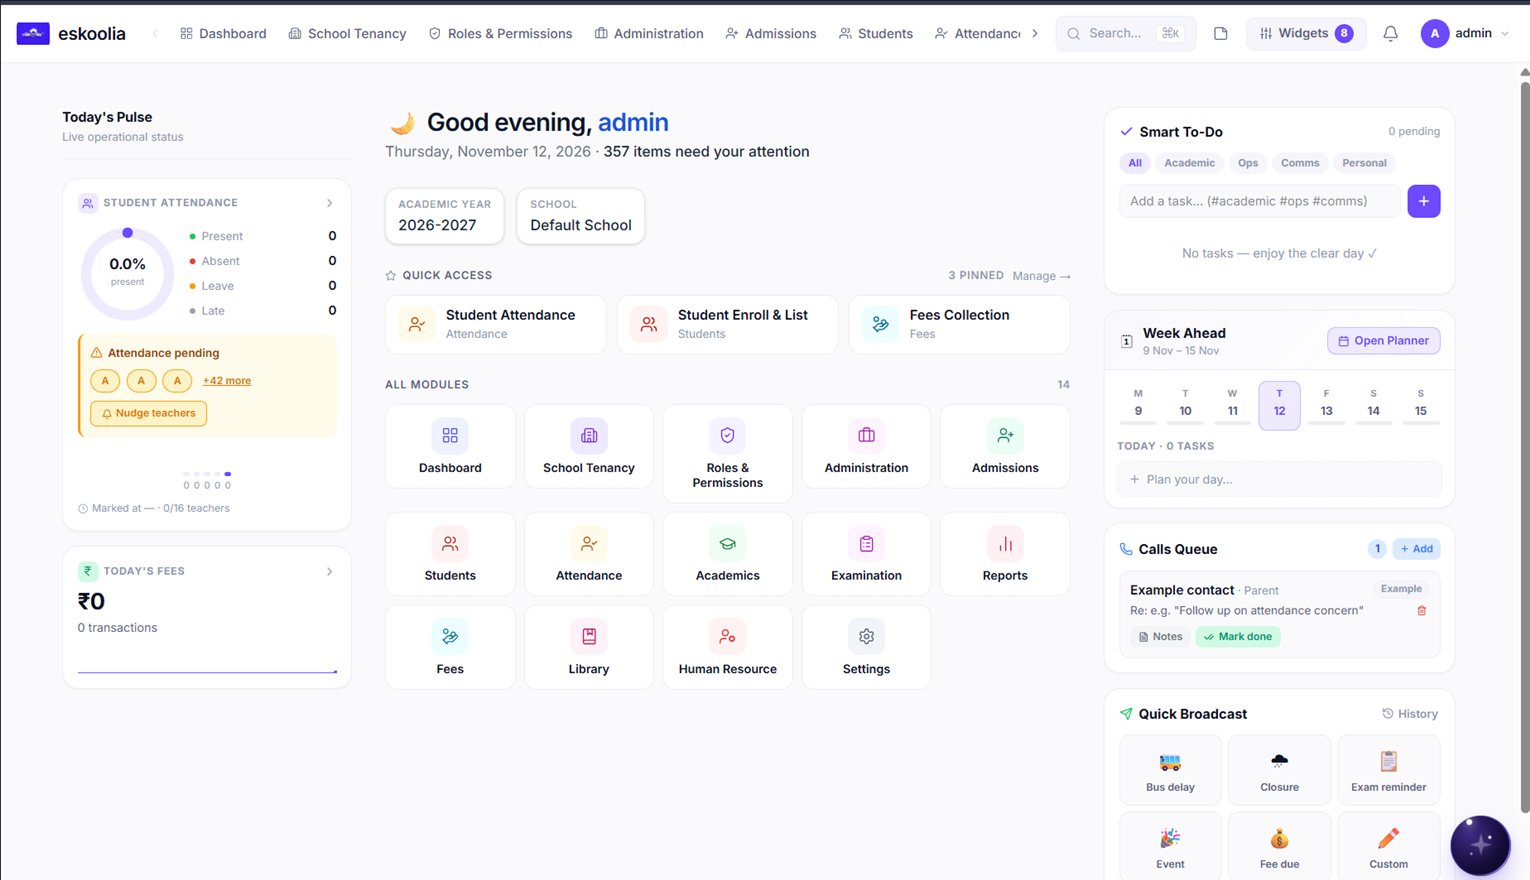 eskoolia
Dashboard
School Tenancy
Roles & Permissions
Administration
Admissions
Students
Attendanc
Search...
⌘K
Widgets 8
A
admin
Today's Pulse
Live operational status
STUDENT ATTENDANCE
0.0%
present
Present 0
Absent 0
Leave 0
Late 0
Attendance pending
A A A +42 more
Nudge teachers
0 0 0 0 0
Marked at — · 0/16 teachers
₹ TODAY'S FEES
₹0
0 transactions
Good evening, admin
Thursday, November 12, 2026 · 357 items need your attention
ACADEMIC YEAR
2026-2027
SCHOOL
Default School
QUICK ACCESS
3 PINNED Manage →
Student Attendance
Attendance
Student Enroll & List
Students
Fees Collection
Fees
ALL MODULES 14
Dashboard
School Tenancy
Roles &
Permissions
Administration
Admissions
Students
Attendance
Academics
Examination
Reports
Fees
Library
Human Resource
Settings
Smart To-Do 0 pending
All Academic Ops Comms Personal
Add a task... (#academic #ops #comms)
+
No tasks — enjoy the clear day ✓
1
Week Ahead
9 Nov – 15 Nov
Open Planner
M T W T F S S
9 10 11 12 13 14 15
TODAY · 0 TASKS
+ Plan your day...
Calls Queue 1 + Add
Example contact · Parent Example
Re: e.g. "Follow up on attendance concern"
Notes Mark done
Quick Broadcast History
Bus delay
Closure
Exam reminder
Event
Fee due
Custom